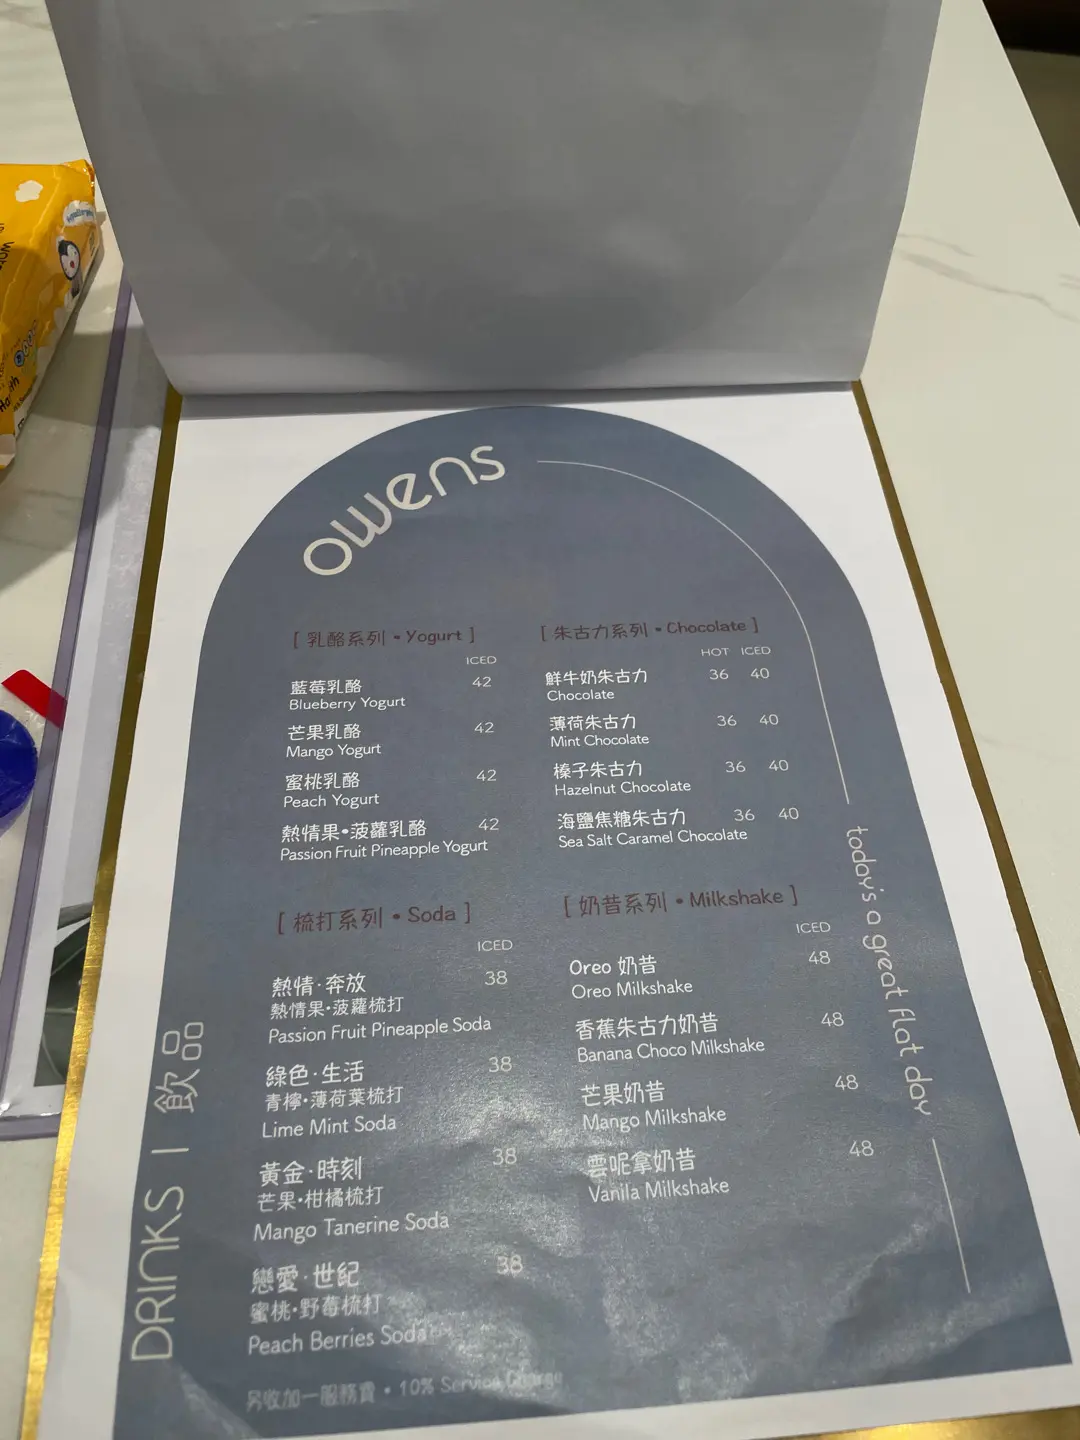 owens
[ 乳酪系列 • Yogurt ]
ICED
藍莓乳酪 42
Blueberry Yogurt
芒果乳酪 42
Mango Yogurt
蜜桃乳酪 42
Peach Yogurt
熱情果•菠蘿乳酪 42
Passion Fruit Pineapple Yogurt
[ 朱古力系列 • Chocolate ]
HOT ICED
鮮牛奶朱古力 36 40
Chocolate
薄荷朱古力 36 40
Mint Chocolate
榛子朱古力 36 40
Hazelnut Chocolate
海鹽焦糖朱古力 36 40
Sea Salt Caramel Chocolate
[ 梳打系列 • Soda ]
ICED
熱情·奔放 38
熱情果•菠蘿梳打
Passion Fruit Pineapple Soda
綠色·生活 38
青檸•薄荷葉梳打
Lime Mint Soda
黃金·時刻 38
芒果•柑橘梳打
Mango Tanerine Soda
戀愛·世紀 38
蜜桃•野莓梳打
Peach Berries Soda
[ 奶昔系列 • Milkshake ]
ICED
Oreo 奶昔 48
Oreo Milkshake
香蕉朱古力奶昔 48
Banana Choco Milkshake
芒果奶昔 48
Mango Milkshake
雲呢拿奶昔 48
Vanila Milkshake
today's a great flat day
DRINKS | 飲品
另收加一服務費 • 10% Service Charge